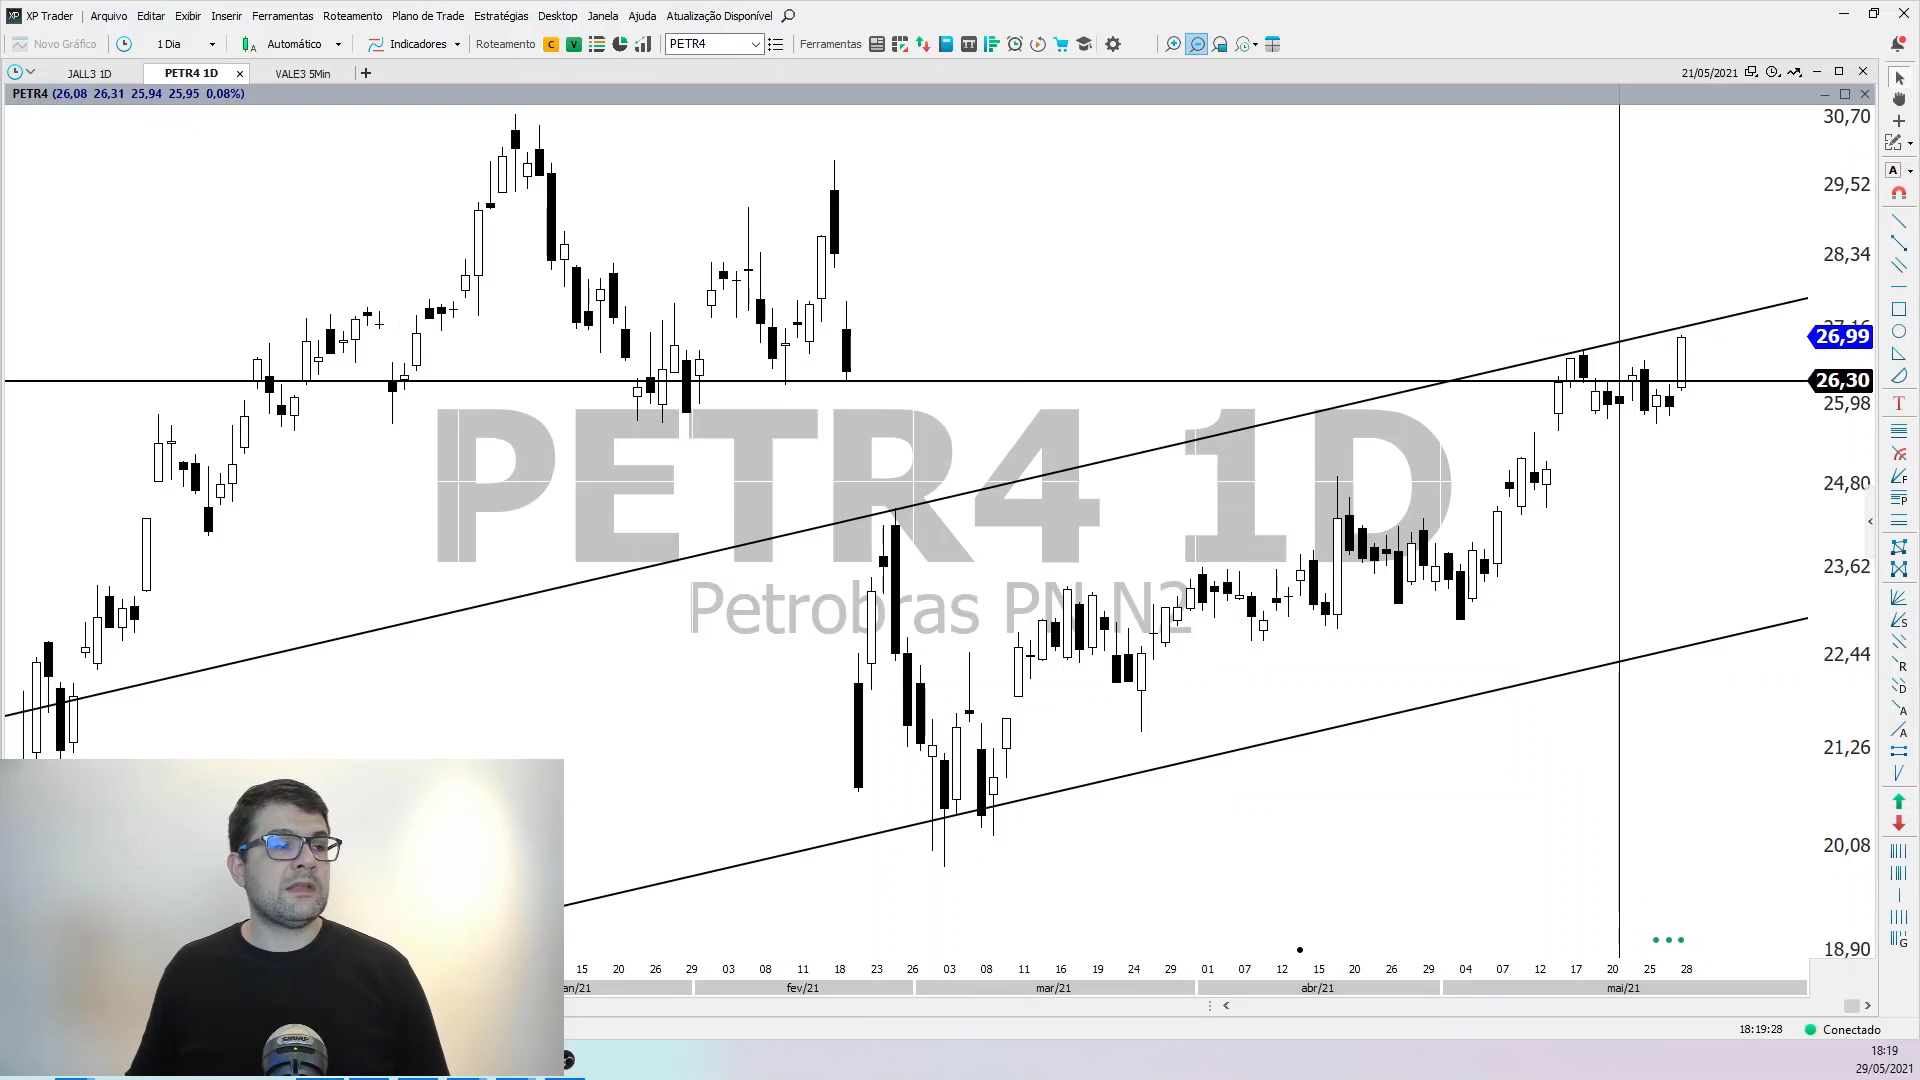 XP Trader Arquivo Editar Exibir Inserir Ferramentas Roteamento Plano de Trade Estratégias Desktop Janela Ajuda Atualização Disponível
Novo Gráfico 1 Dia Automático Indicadores Roteamento C V PETR4 Ferramentas
JALL3 1D PETR4 1D VALE3 5Min 21/05/2021
PETR4 (26,08 26,31 25,94 25,95 0,08%)
30,70
29,52
28,34
26,99
26,30
25,98
24,80
23,62
22,44
21,26
20,08
18,90
PETR4 1D
Petrobras PN N2
15 20 26 29 03 08 11 18 23 26 03 08 11 16 19 24 29 01 07 12 15 20 26 29 04 07 12 17 20 25 28
an/21 fev/21 mar/21 abr/21 mai/21
18:19:28 Conectado
18:19
29/05/2021